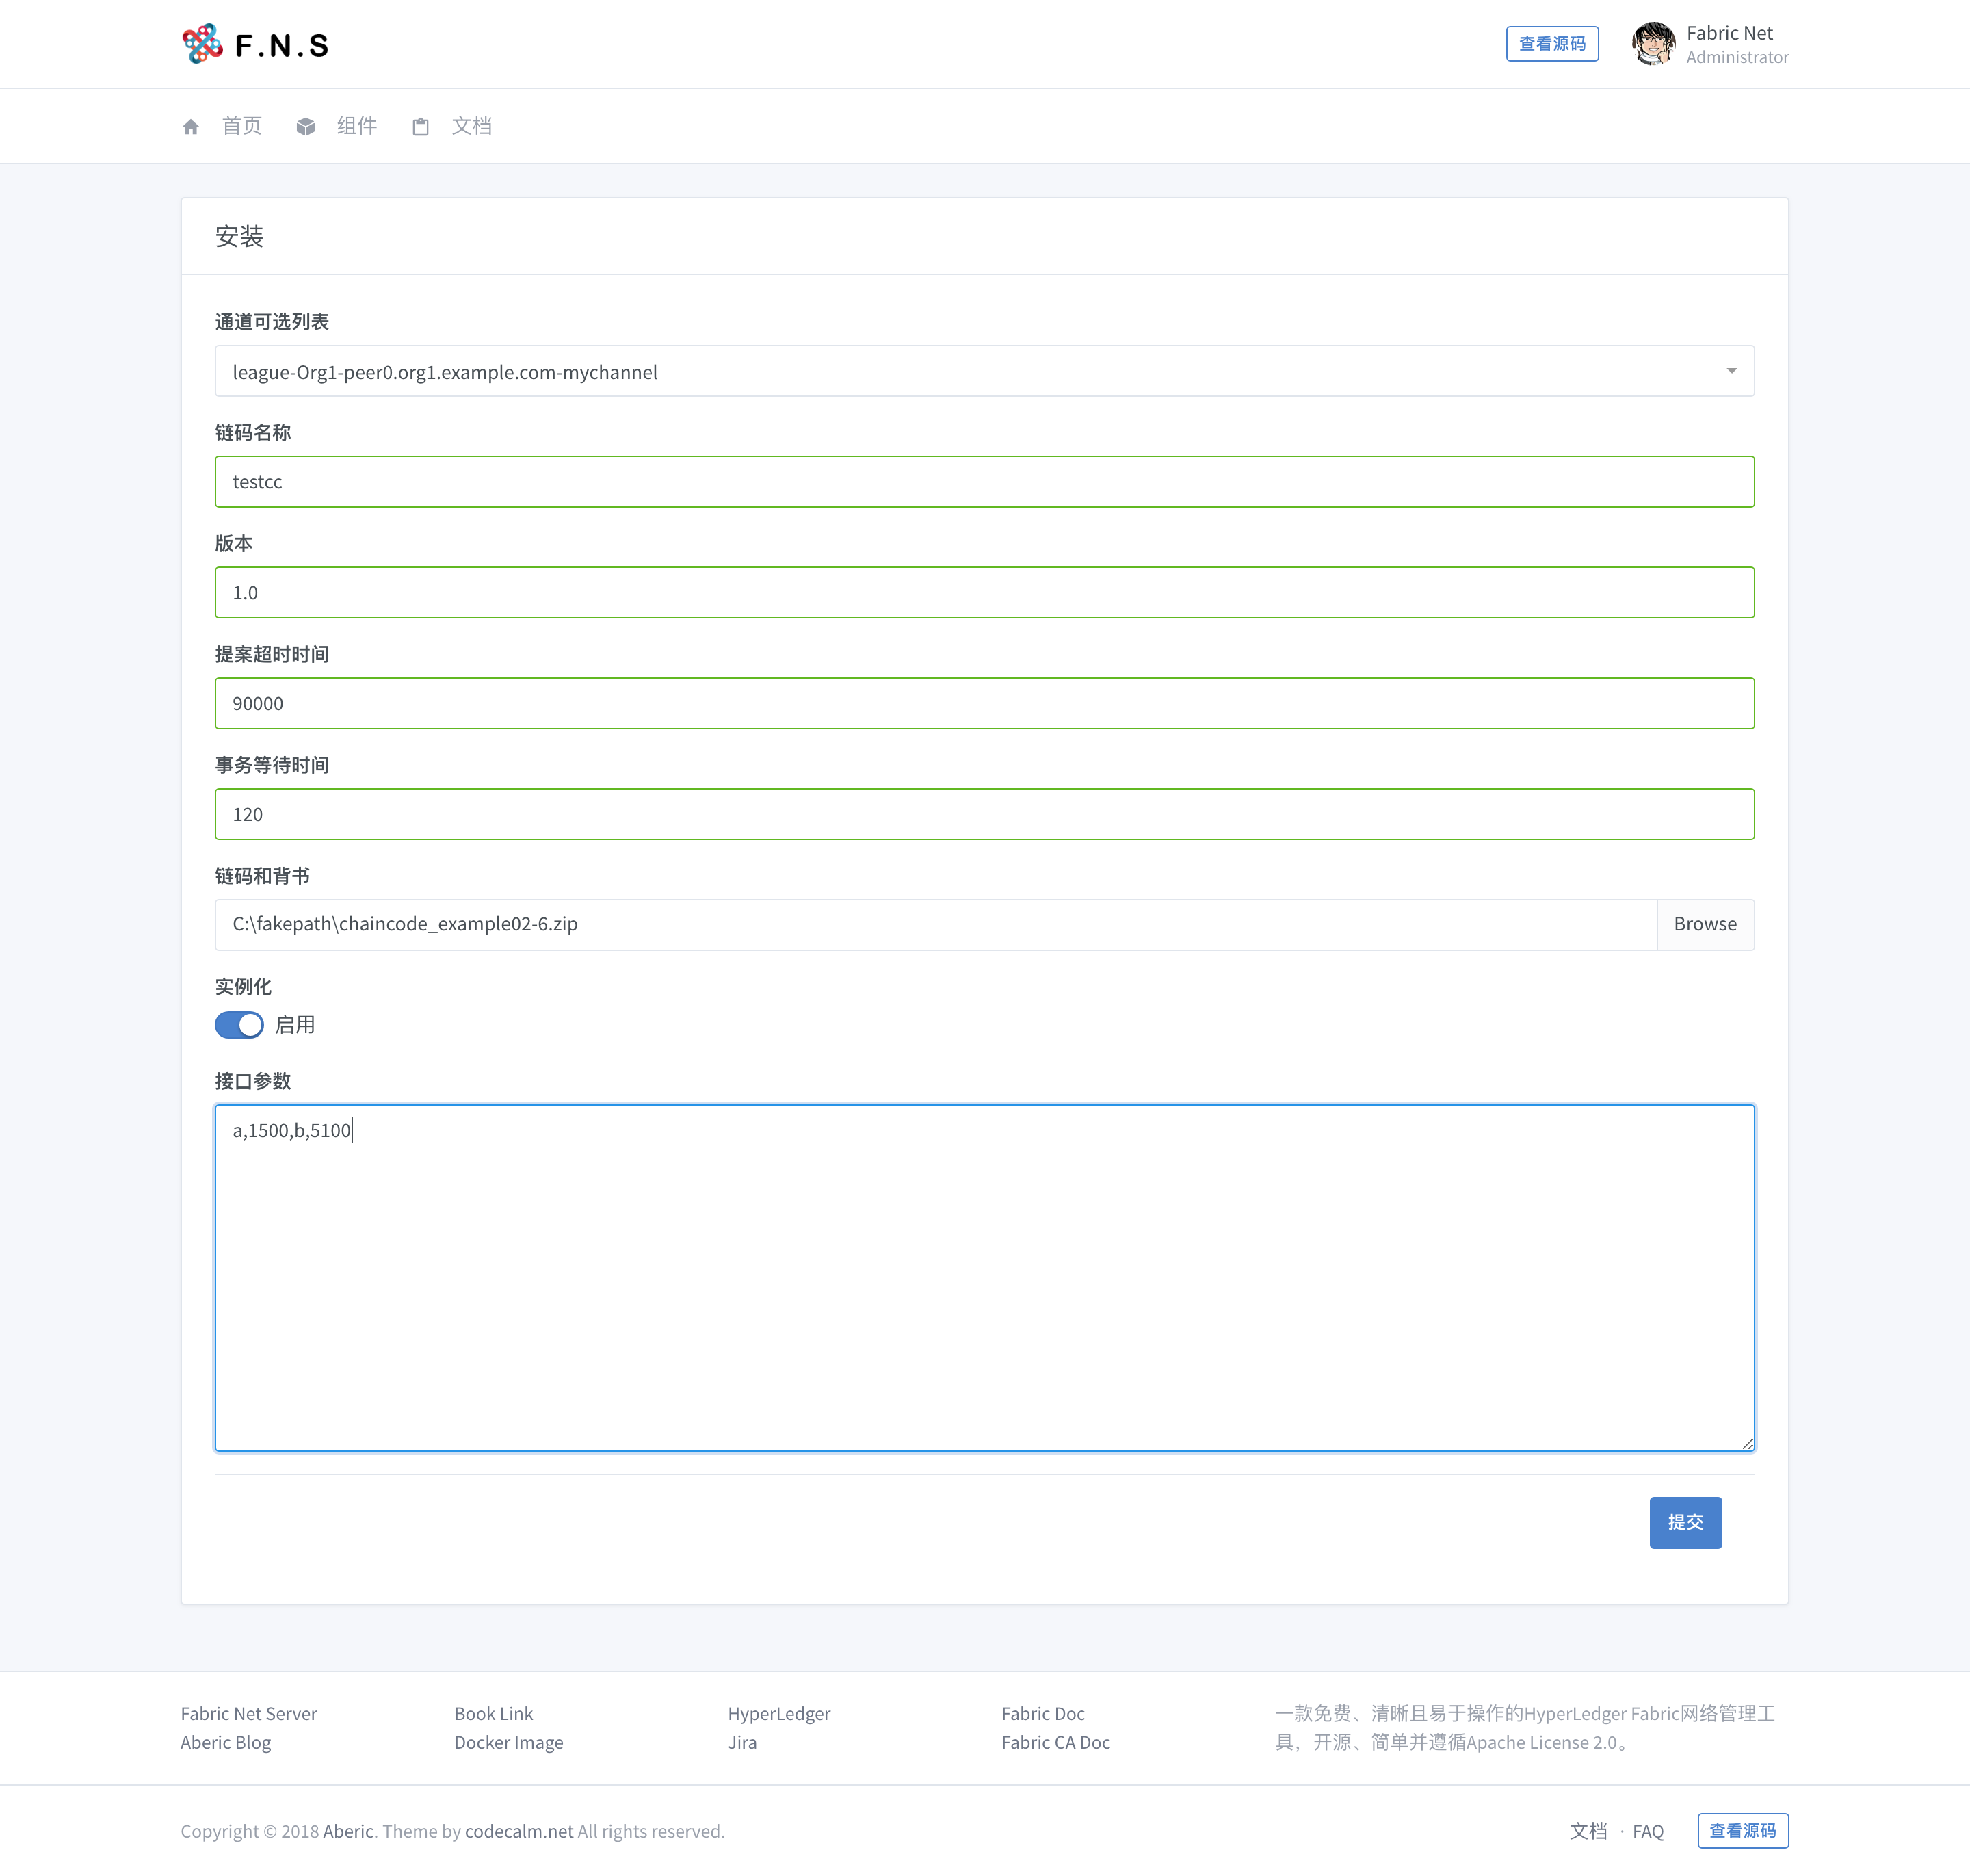 F.N.S
查看源码
Fabric Net
Administrator
首页
组件
文档
安装
通道可选列表
league-Org1-peer0.org1.example.com-mychannel
链码名称
testcc
版本
1.0
提案超时时间
90000
事务等待时间
120
链码和背书
C:\fakepath\chaincode_example02-6.zip
Browse
实例化
启用
接口参数
a,1500,b,5100
提交
Fabric Net Server
Book Link
HyperLedger
Fabric Doc
一款免费、清晰且易于操作的HyperLedger Fabric网络管理工
Aberic Blog
Docker Image
Jira
Fabric CA Doc
具，开源、简单并遵循Apache License 2.0。
Copyright © 2018 Aberic. Theme by codecalm.net All rights reserved.
文档 · FAQ
查看源码